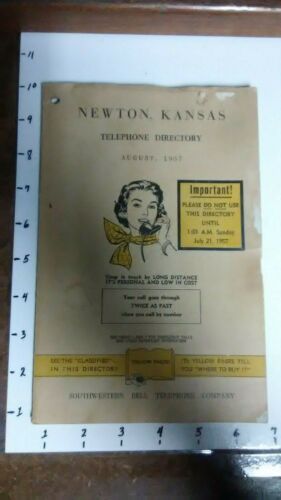 NEWTON, KANSAS
TELEPHONE DIRECTORY
AUGUST, 1957
Important!
PLEASE DO NOT USE
THIS DIRECTORY
UNTIL
1:01 A.M. Sunday
July 21, 1957
Keep in touch by LONG DISTANCE
IT'S PERSONAL AND LOW IN COST
Your call goes through
TWICE AS FAST
when you call by number
SEE THE "CLASSIFIED"
IN THIS DIRECTORY
YELLOW PAGES
YELLOW PAGES TELL
YOU "WHERE TO BUY IT"
SOUTHWESTERN BELL TELEPHONE COMPANY
11
10
9
8
7
6
5
4
3
2
1
1 2 3 4 5 6 7